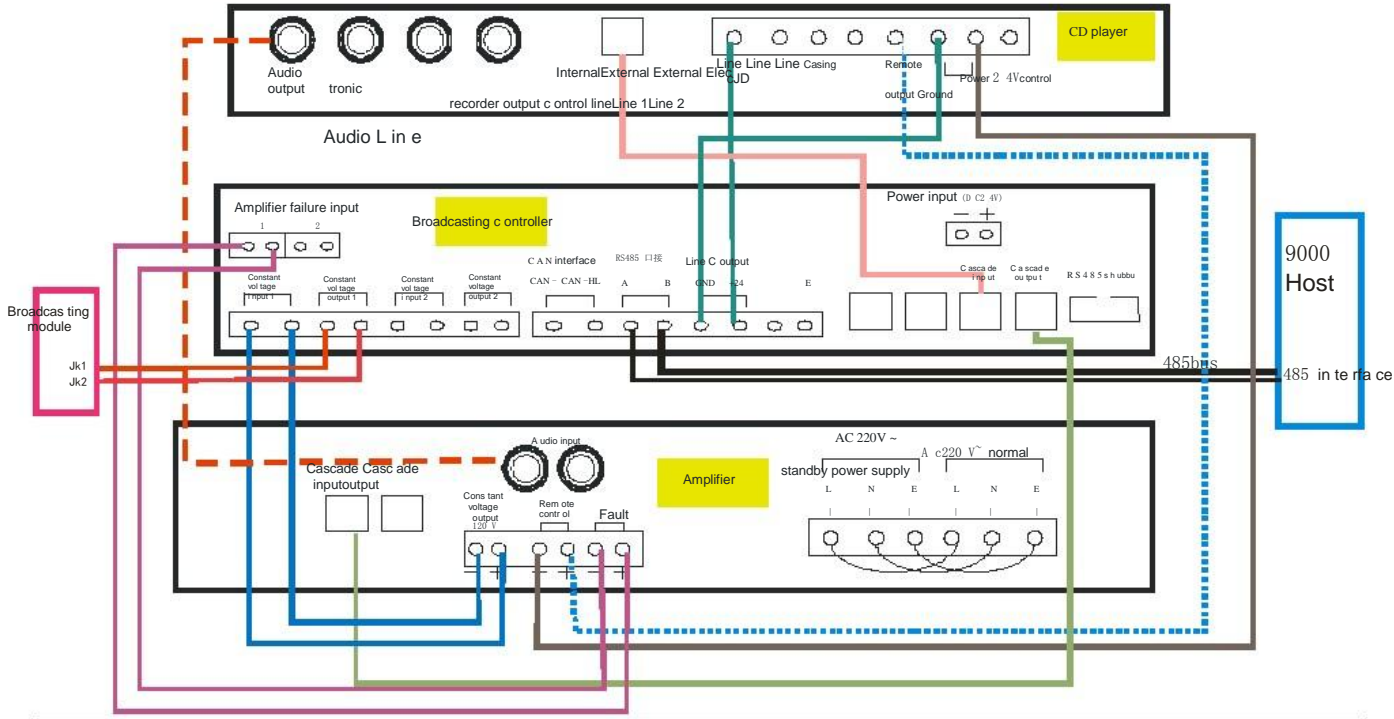 CD player
Audio
output
tronic
InternalExternal External Elec
Line Line Line Casing
cJD
Remote
Power 2 4Vcontrol
output Ground
recorder output c ontrol lineLine 1Line 2
Audio L in e
Amplifier failure input
1 2
Broadcasting c ontroller
Power input (D C2 4V)
− +
C A N interface
RS485 口接
Line C output
CAN - CAN -HL
A B GND +24 E
Constant
vol tage
input 1
Constant
vol tage
output 1
Constant
vol tage
i nput 2
Constant
voltage
output 2
C asca de
i np ut
C a scad e
ou tpu t
R S 4 8 5 s h ubbu
9000
Host
Broadcas ting
module
Jk1
Jk2
485bus
485 in te rfa ce
Cascade Casc ade
inputoutput
A udio input
Amplifier
AC 220V ~
A c220 V~ normal
standby power supply
L N E L N E
Cons tant
voltage
output
120 V
Rem ote
contr ol
Fault
− + − + − +